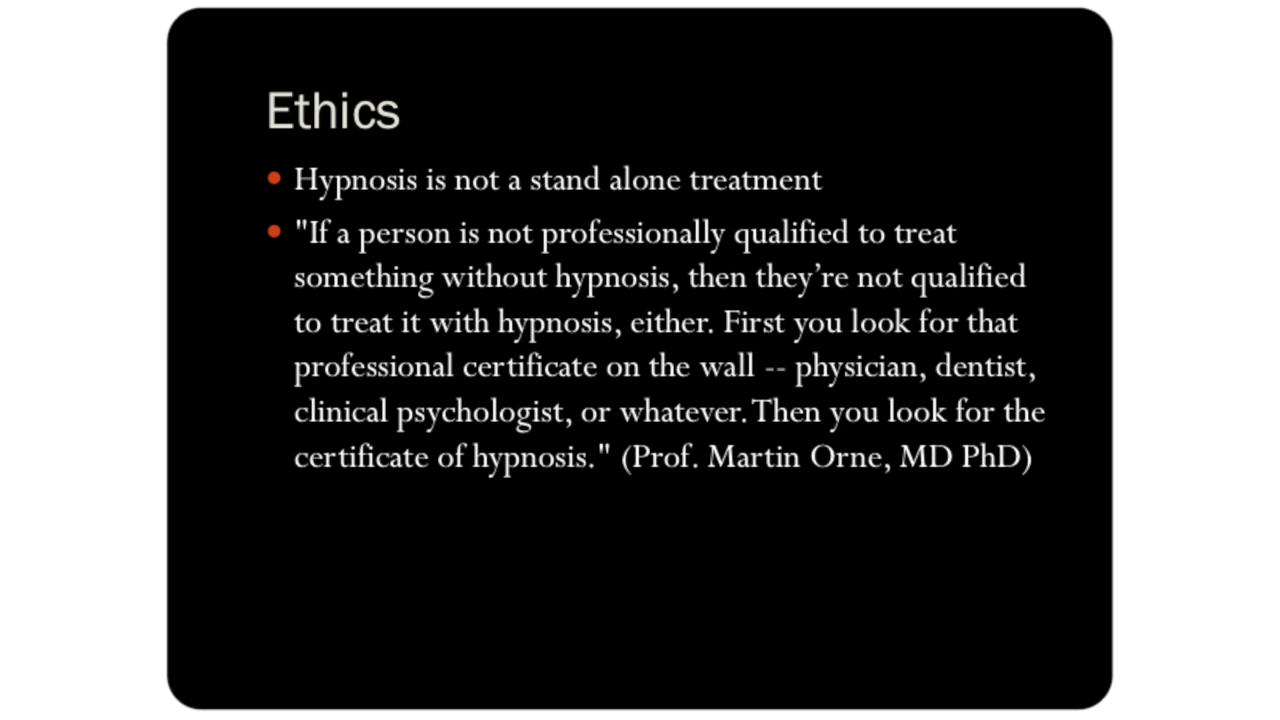 Ethics
Hypnosis is not a stand alone treatment
"If a person is not professionally qualified to treat
something without hypnosis, then they’re not qualified
to treat it with hypnosis, either. First you look for that
professional certificate on the wall -- physician, dentist,
clinical psychologist, or whatever. Then you look for the
certificate of hypnosis." (Prof. Martin Orne, MD PhD)